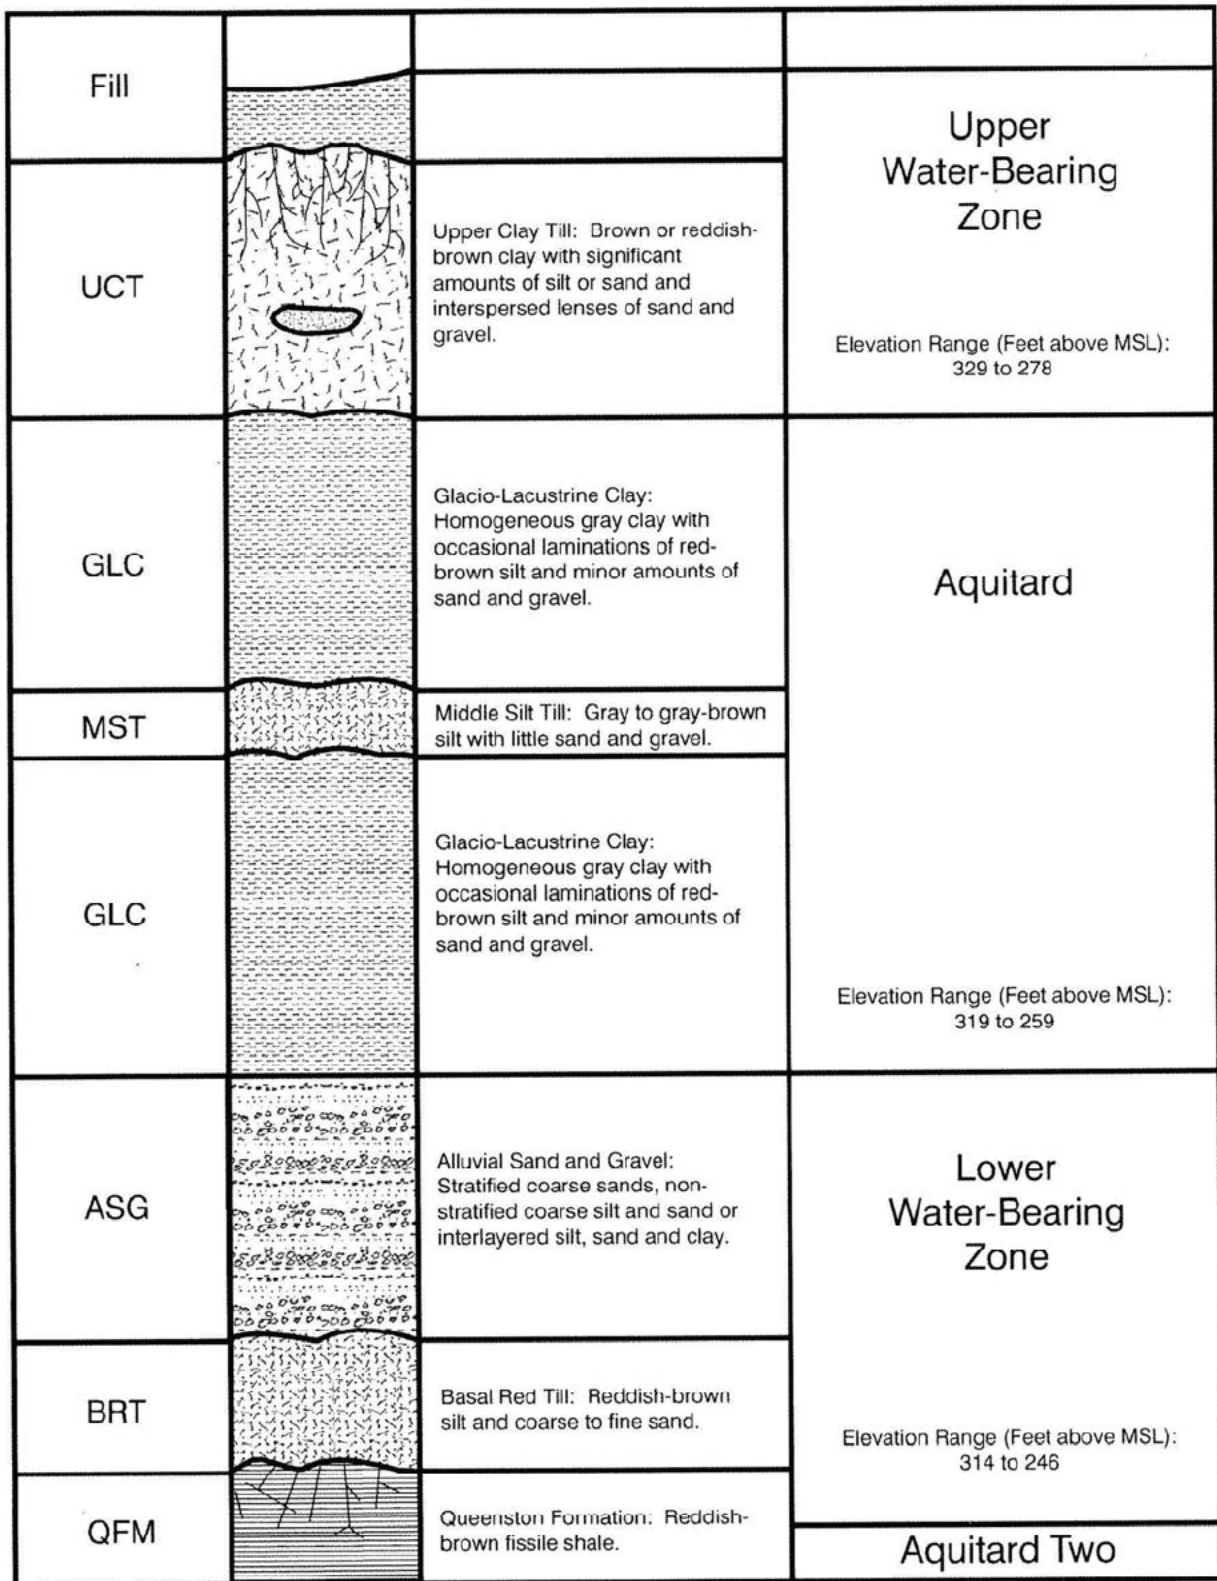 Fill
Upper
Water-Bearing
Zone
UCT
Upper Clay Till: Brown or reddish-
brown clay with significant
amounts of silt or sand and
interspersed lenses of sand and
gravel.
Elevation Range (Feet above MSL):
329 to 278
GLC
Glacio-Lacustrine Clay:
Homogeneous gray clay with
occasional laminations of red-
brown silt and minor amounts of
sand and gravel.
Aquitard
MST
Middle Silt Till: Gray to gray-brown
silt with little sand and gravel.
GLC
Glacio-Lacustrine Clay:
Homogeneous gray clay with
occasional laminations of red-
brown silt and minor amounts of
sand and gravel.
Elevation Range (Feet above MSL):
319 to 259
ASG
Alluvial Sand and Gravel:
Stratified coarse sands, non-
stratified coarse silt and sand or
interlayered silt, sand and clay.
Lower
Water-Bearing
Zone
BRT
Basal Red Till: Reddish-brown
silt and coarse to fine sand.
Elevation Range (Feet above MSL):
314 to 246
QFM
Queenston Formation: Reddish-
brown fissile shale.
Aquitard Two